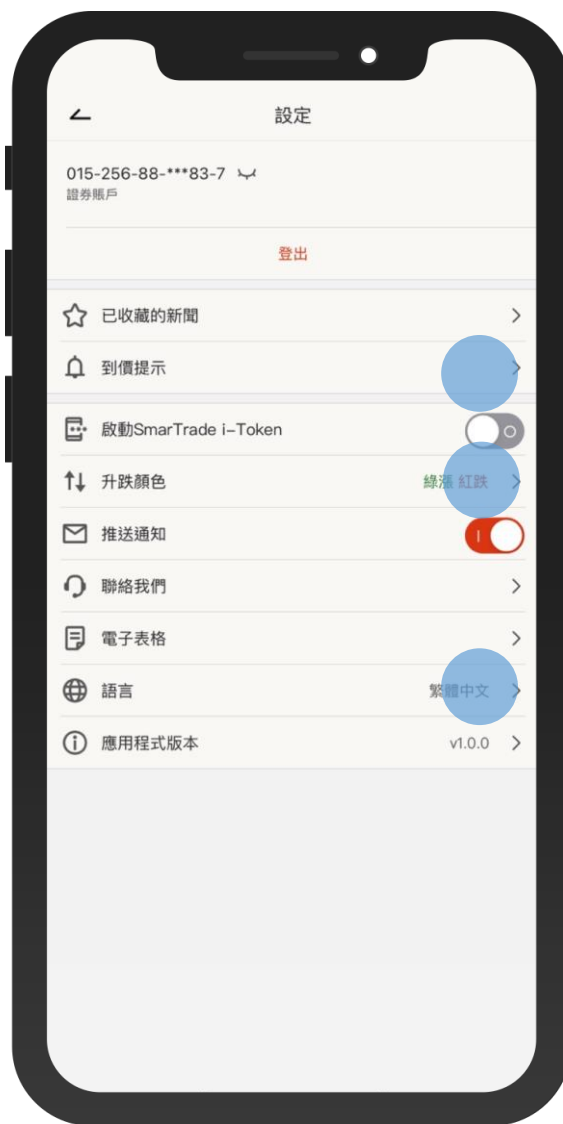 設定
015-256-88-***83-7
證券賬戶
登出
已收藏的新聞
到價提示
啟動SmarTrade i-Token
升跌顏色 綠漲 紅跌
推送通知
聯絡我們
電子表格
語言 繁體中文
應用程式版本 v1.0.0